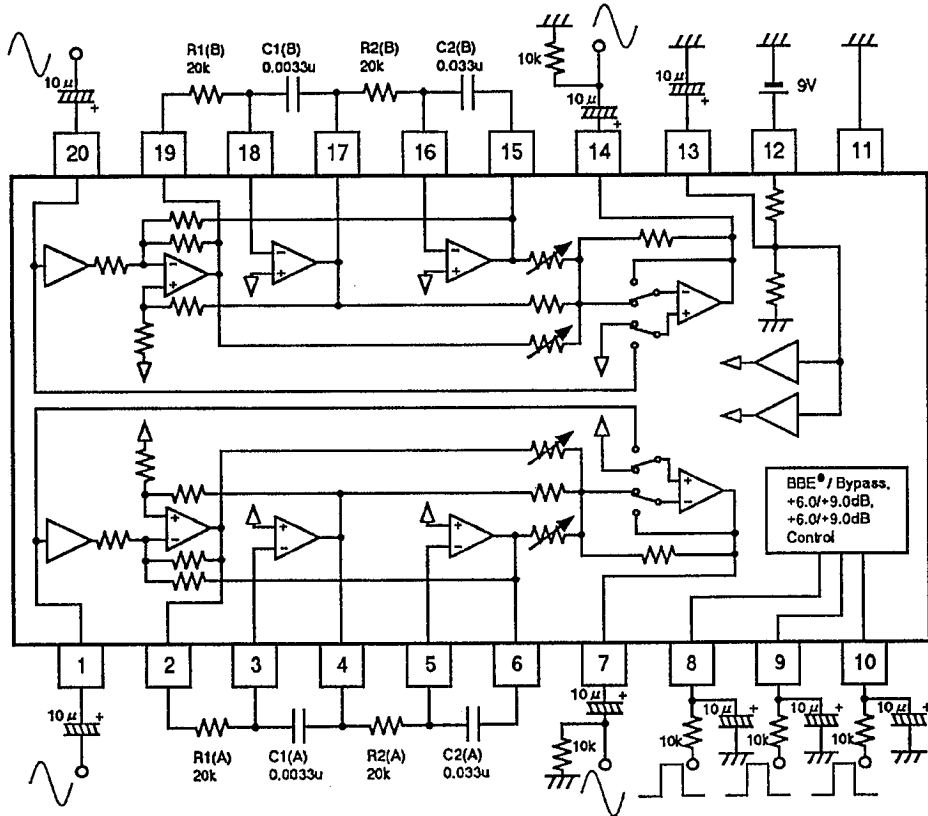 R1(B) C1(B) R2(B) C2(B)
20k 0.0033u 20k 0.033u
10k
10μ + 10μ + 10μ + 9V
20 19 18 17 16 15 14 13 12 11
- + - + - + - +
BBE® / Bypass,
+6.0/+9.0dB,
+6.0/+9.0dB
Control
+ - + - + - + -
1 2 3 4 5 6 7 8 9 10
10μ + 10μ + 10μ + 10μ + 10μ +
10k 10k 10k 10k
R1(A) C1(A) R2(A) C2(A)
20k 0.0033u 20k 0.033u